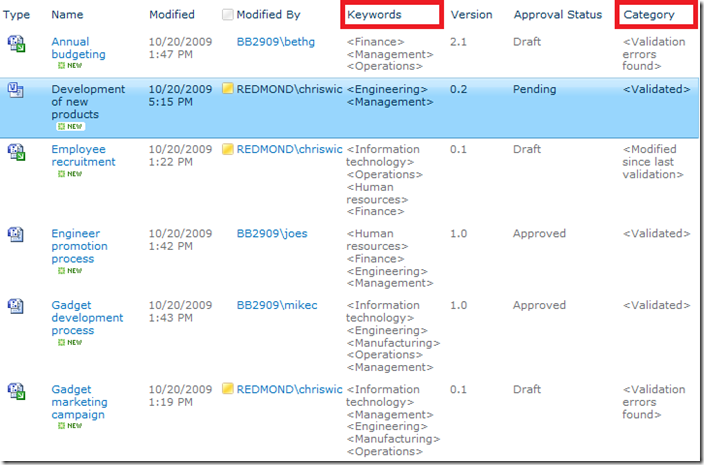 Type Name Modified Modified By Keywords Version Approval Status Category
Annual 10/20/2009 BB2909\bethg <Finance> 2.1 Draft <Validation
budgeting 1:47 PM <Management> errors
NEW <Operations> found>
Development 10/20/2009 REDMOND\chriswic <Engineering> 0.2 Pending <Validated>
of new 5:15 PM <Management>
products
NEW
Employee 10/20/2009 REDMOND\chriswic <Information 0.1 Draft <Modified
recruitment 1:22 PM technology> since last
NEW <Operations> validation>
<Human
resources>
<Finance>
Engineer 10/20/2009 BB2909\joes <Human 1.0 Approved <Validated>
promotion 1:42 PM resources>
process <Finance>
NEW <Engineering>
<Management>
Gadget 10/20/2009 BB2909\mikec <Information 1.0 Approved <Validated>
development 1:43 PM technology>
process <Engineering>
NEW <Manufacturing>
<Operations>
<Management>
Gadget 10/20/2009 REDMOND\chriswic <Information 0.1 Draft <Validation
marketing 1:19 PM technology> errors
campaign <Management> found>
NEW <Engineering>
<Manufacturing>
<Operations>